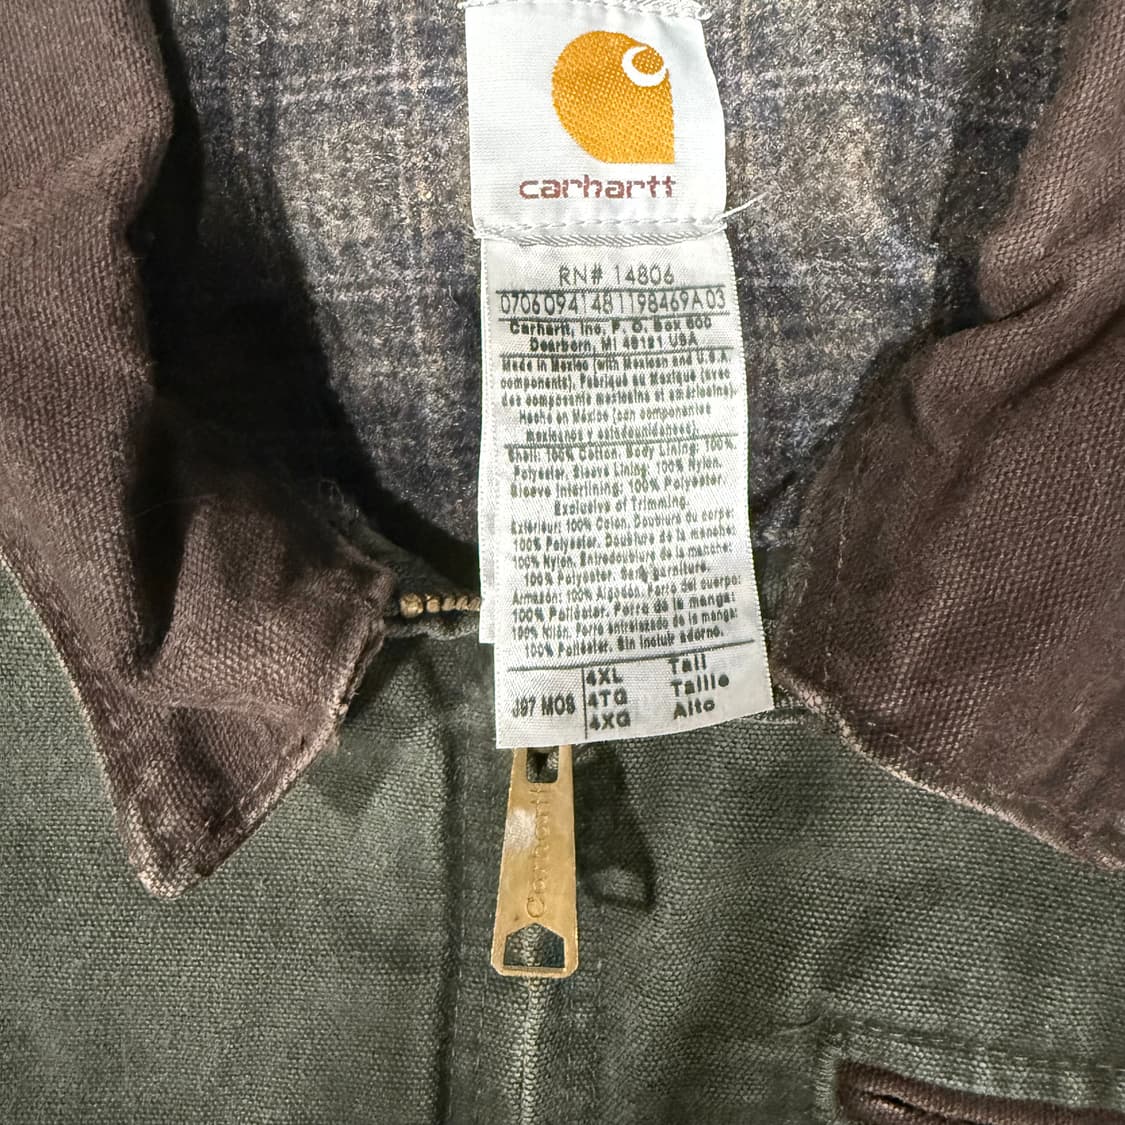 carhartt
RN# 14806
0706094148119846 9A03
Carhartt, Inc, P. O. Box 600
Dearborn, MI 48121 USA
Made in Mexico (with Mexican and U.S.A.
components). Fabriqué au Mexique (avec
des composants mexicains et américains).
Hecho en México (con componentes
mexicanos y estadounidenses).
Shell: 100% Cotton. Body Lining: 100%
Polyester. Sleeve Lining: 100% Nylon.
Sleeve Interlining: 100% Polyester.
Exclusive of Trimming.
Extérieur: 100% Coton. Doublure du corps:
100% Polyester. Doublure de la manche:
100% Nylon. Entredoublure de la manche:
100% Polyester. Sans garniture.
Armazon: 100% Algodón. Forro del cuerpo:
100% Poliéster. Forro de la manga:
100% Nilón. Forro entrelazado de la manga:
100% Poliéster. Sin incluir adorno.
J97 MOS
4XL Tall
4TG Taille
4XG Alto
Carhartt